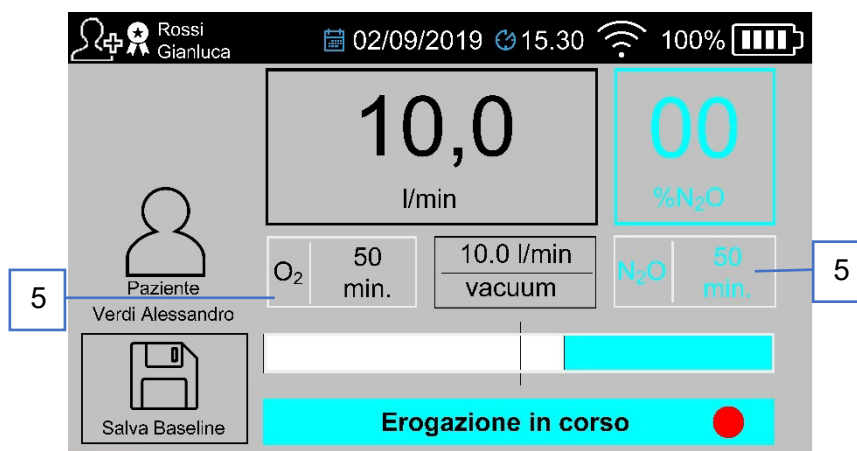 Rossi
Gianluca
02/09/2019
15.30
100%
10,0
l/min
00
%N₂O
Paziente
Verdi Alessandro
O₂
50
min.
10.0 l/min
vacuum
N₂O
50
min.
5
5
Salva Baseline
Erogazione in corso